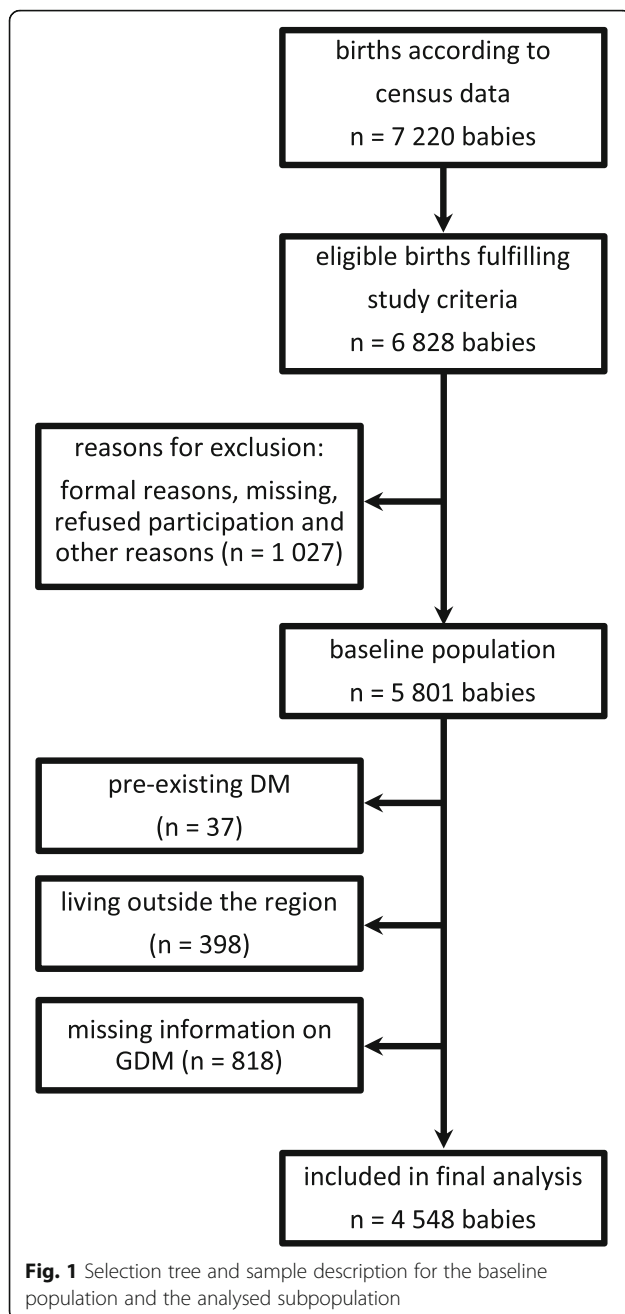 births according to
census data
n = 7 220 babies
eligible births fulfilling
study criteria
n = 6 828 babies
reasons for exclusion:
formal reasons, missing,
refused participation and
other reasons (n = 1 027)
baseline population
n = 5 801 babies
pre-existing DM
(n = 37)
living outside the region
(n = 398)
missing information on
GDM (n = 818)
included in final analysis
n = 4 548 babies
Fig. 1 Selection tree and sample description for the baseline
population and the analysed subpopulation